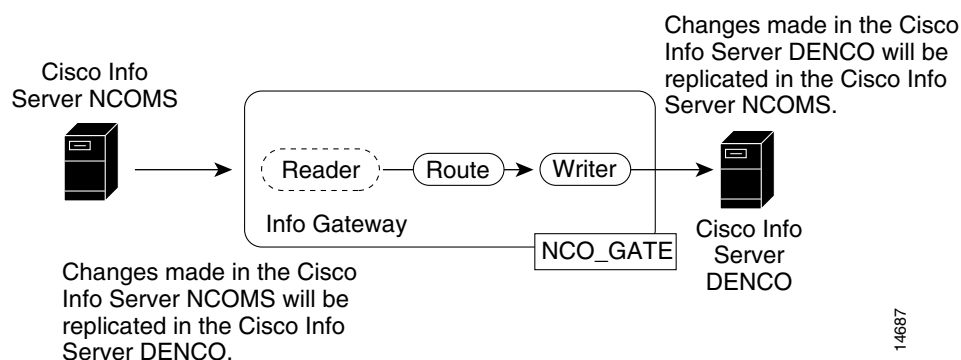 Changes made in the Cisco
Info Server DENCO will be
replicated in the Cisco Info
Server NCOMS.
Cisco Info
Server NCOMS
Reader
Route
Writer
Info Gateway
NCO_GATE
Cisco Info
Server
DENCO
Changes made in the Cisco
Info Server NCOMS will be
replicated in the Cisco Info
Server DENCO.
14687